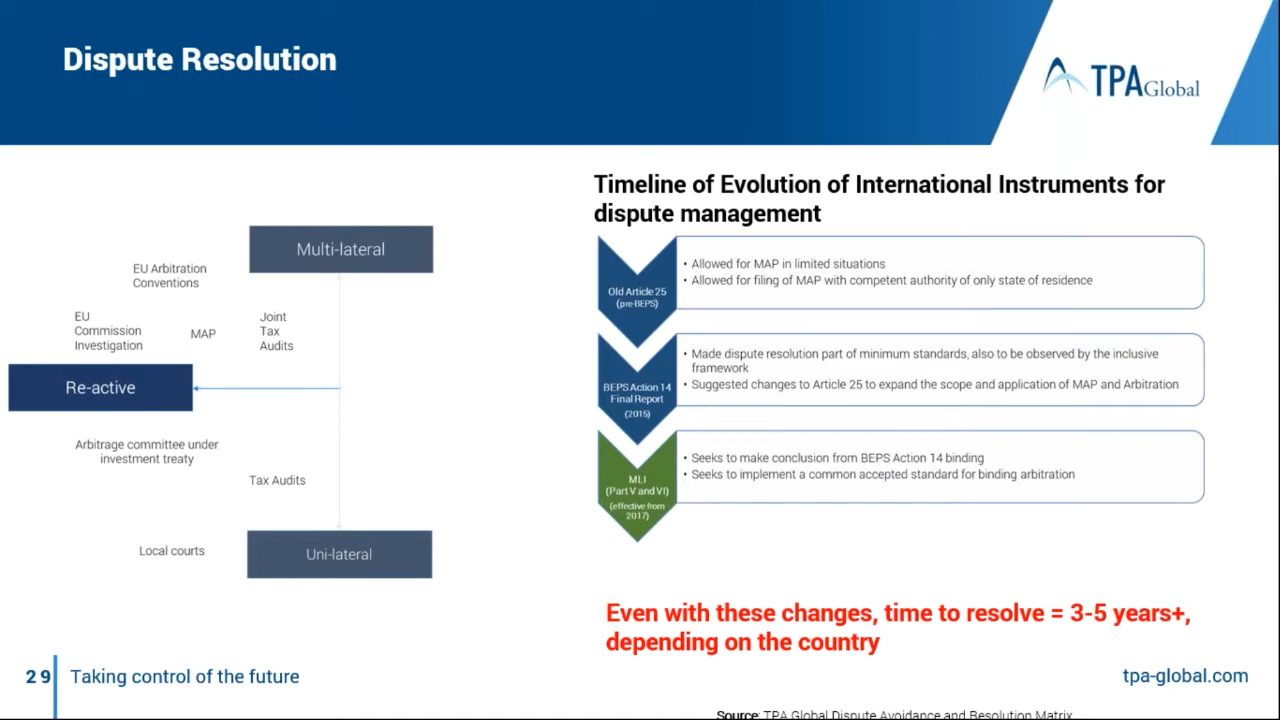 Dispute Resolution
TPA Global
Timeline of Evolution of International Instruments for
dispute management
Multi-lateral
EU Arbitration
Conventions
EU
Commission
Investigation
MAP
Joint
Tax
Audits
Re-active
Arbitrage committee under
investment treaty
Tax Audits
Local courts
Uni-lateral
Old Article 25
(pre-BEPS)
• Allowed for MAP in limited situations
• Allowed for filing of MAP with competent authority of only state of residence
BEPS Action 14
Final Report
(2015)
• Made dispute resolution part of minimum standards, also to be observed by the inclusive
framework
• Suggested changes to Article 25 to expand the scope and application of MAP and Arbitration
MLI
(Part V and VI)
(effective from
2017)
• Seeks to make conclusion from BEPS Action 14 binding
• Seeks to implement a common accepted standard for binding arbitration
Even with these changes, time to resolve = 3-5 years+,
depending on the country
29
Taking control of the future
tpa-global.com
Source: TPA Global Dispute Avoidance and Resolution Matrix